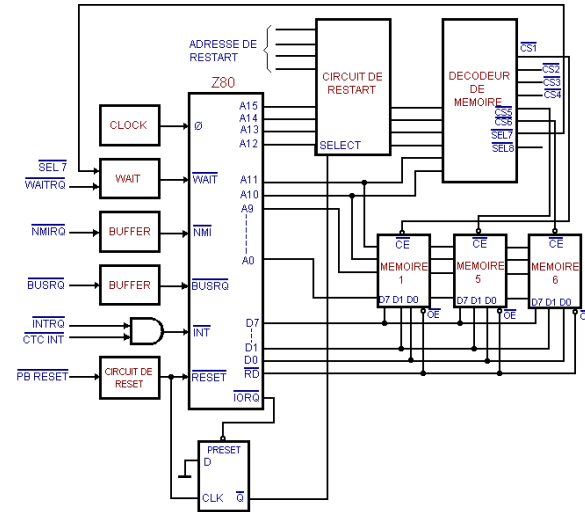 ADRESSE DE
RESTART
CIRCUIT DE
RESTART
SELECT
DECODEUR
DE
MEMOIRE
CS1
CS2
CS3
CS4
CS5
CS6
SEL7
SEL8
Z80
A15
A14
A13
A12
A11
A10
A9
A0
D7
D1
D0
RD
IORQ
Ø
WAIT
NMI
BUSRQ
INT
RESET
CLOCK
SEL 7
WAITRQ
WAIT
NMIRQ
BUFFER
BUSRQ
BUFFER
INTRQ
CTC INT
PB RESET
CIRCUIT DE
RESET
CE
MEMOIRE
1
D7 D1 D0
OE
CE
MEMOIRE
5
D7 D1 D0
OE
CE
MEMOIRE
6
D7 D1 D0
PRESET
D
CLK
Q